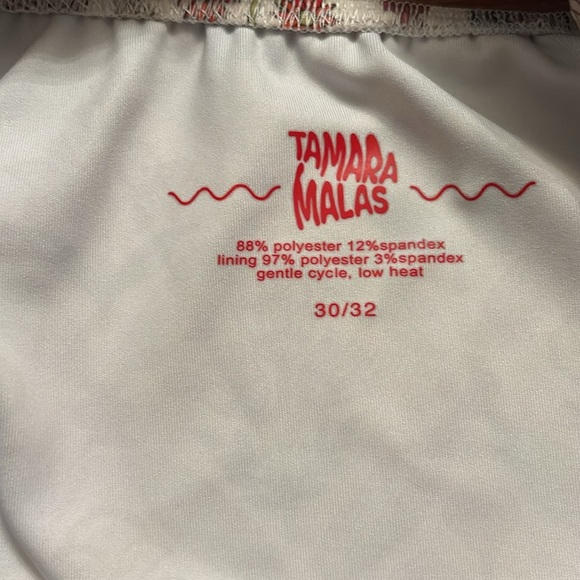 TAMARA
MALAS
88% polyester 12%spandex
lining 97% polyester 3%spandex
gentle cycle, low heat
30/32